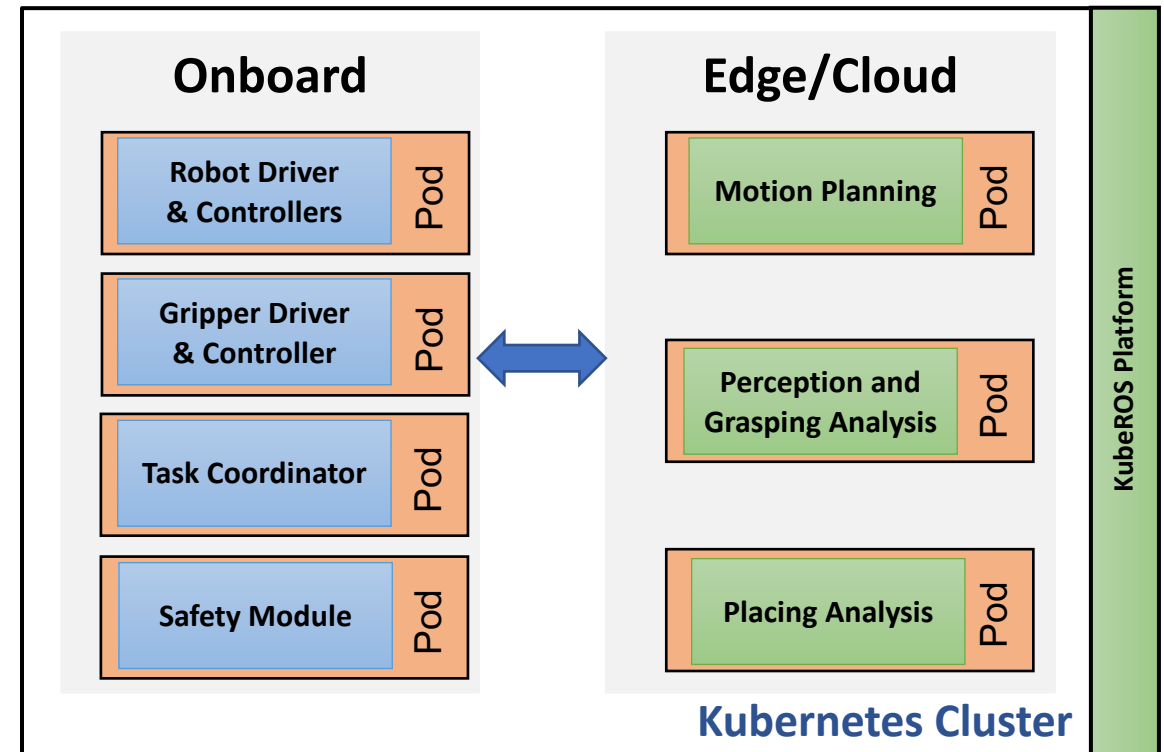 Onboard
Robot Driver
& Controllers
Pod
Gripper Driver
& Controller
Pod
Task Coordinator
Pod
Safety Module
Pod
Edge/Cloud
Motion Planning
Pod
Perception and
Grasping Analysis
Pod
Placing Analysis
Pod
Kubernetes Cluster
KubeROS Platform